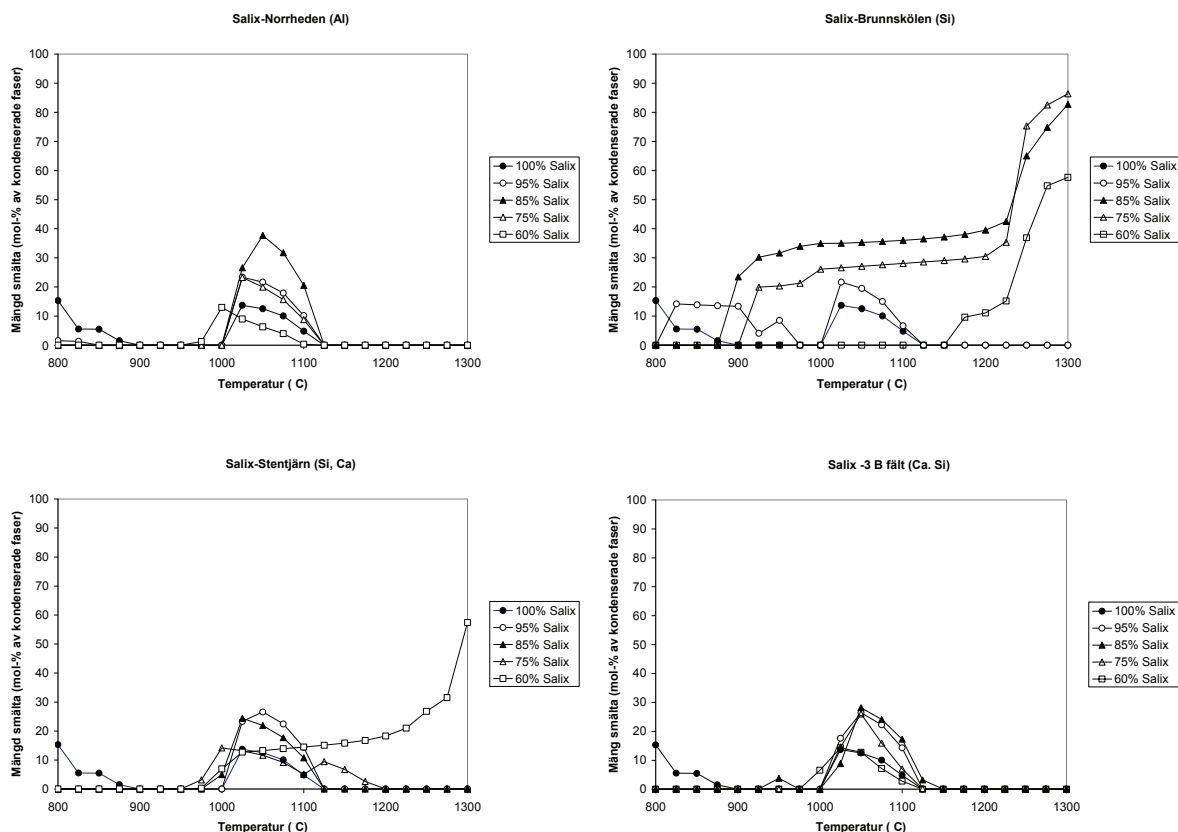 Salix-Norrheden (Al)
Mängd smälta (mol-% av kondenserade faser)
100
90
80
70
60
50
40
30
20
10
0
800 900 1000 1100 1200 1300
Temperatur ( C)
100% Salix
95% Salix
85% Salix
75% Salix
60% Salix
Salix-Brunnskölen (Si)
Mängd smälta (mol-% av kondenserade faser)
100
90
80
70
60
50
40
30
20
10
0
800 900 1000 1100 1200 1300
Temperatur ( C)
100% Salix
95% Salix
85% Salix
75% Salix
60% Salix
Salix-Stentjärn (Si, Ca)
Mängd smälta (mol-% av kondenserade faser)
100
90
80
70
60
50
40
30
20
10
0
800 900 1000 1100 1200 1300
Temperatur ( C)
100% Salix
95% Salix
85% Salix
75% Salix
60% Salix
Salix -3 B fält (Ca. Si)
Mäng smälta (mol-% av kondenserade faser)
100
90
80
70
60
50
40
30
20
10
0
800 900 1000 1100 1200 1300
Temperatur ( C)
100% Salix
95% Salix
85% Salix
75% Salix
60% Salix